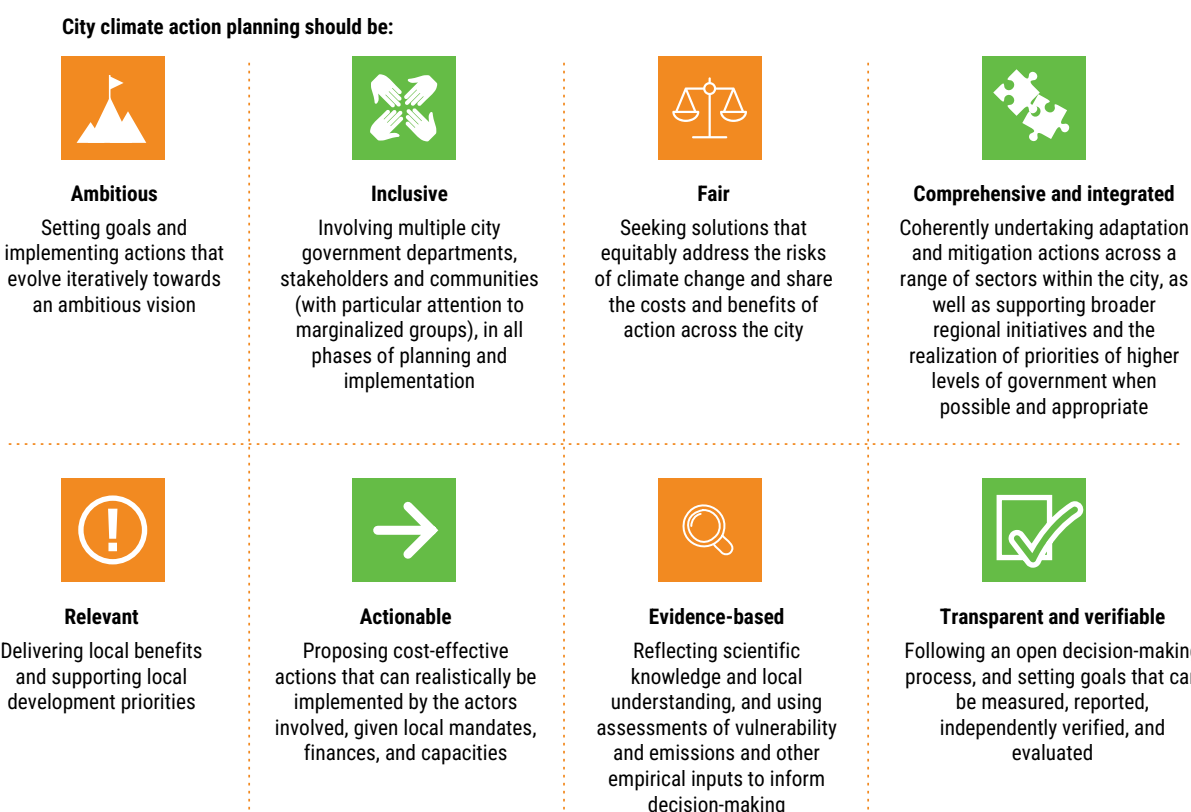 City climate action planning should be:
Ambitious
Setting goals and
implementing actions that
evolve iteratively towards
an ambitious vision
Inclusive
Involving multiple city
government departments,
stakeholders and communities
(with particular attention to
marginalized groups), in all
phases of planning and
implementation
Fair
Seeking solutions that
equitably address the risks
of climate change and share
the costs and benefits of
action across the city
Comprehensive and integrated
Coherently undertaking adaptation
and mitigation actions across a
range of sectors within the city, as
well as supporting broader
regional initiatives and the
realization of priorities of higher
levels of government when
possible and appropriate
Relevant
Delivering local benefits
and supporting local
development priorities
Actionable
Proposing cost-effective
actions that can realistically be
implemented by the actors
involved, given local mandates,
finances, and capacities
Evidence-based
Reflecting scientific
knowledge and local
understanding, and using
assessments of vulnerability
and emissions and other
empirical inputs to inform
decision-making
Transparent and verifiable
Following an open decision-making
process, and setting goals that can
be measured, reported,
independently verified, and
evaluated